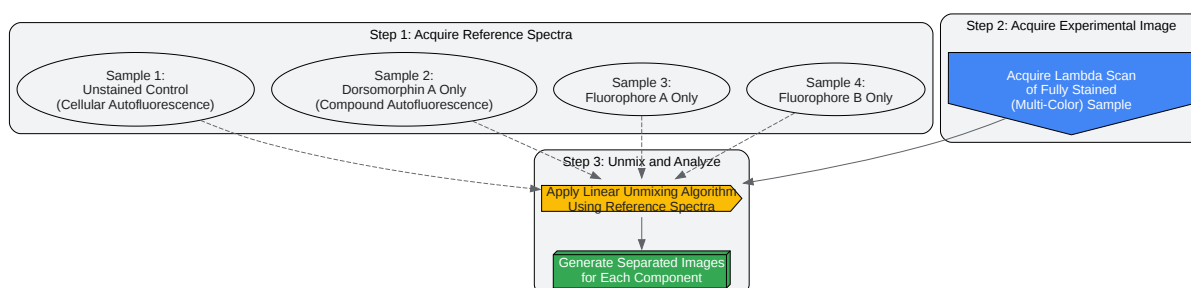 Step 1: Acquire Reference Spectra
Sample 1:
Unstained Control
(Cellular Autofluorescence)
Sample 2:
Dorsomorphin A Only
(Compound Autofluorescence)
Sample 3:
Fluorophore A Only
Sample 4:
Fluorophore B Only
Step 2: Acquire Experimental Image
Acquire Lambda Scan
of Fully Stained
(Multi-Color) Sample
Step 3: Unmix and Analyze
Apply Linear Unmixing Algorithm
Using Reference Spectra
Generate Separated Images
for Each Component